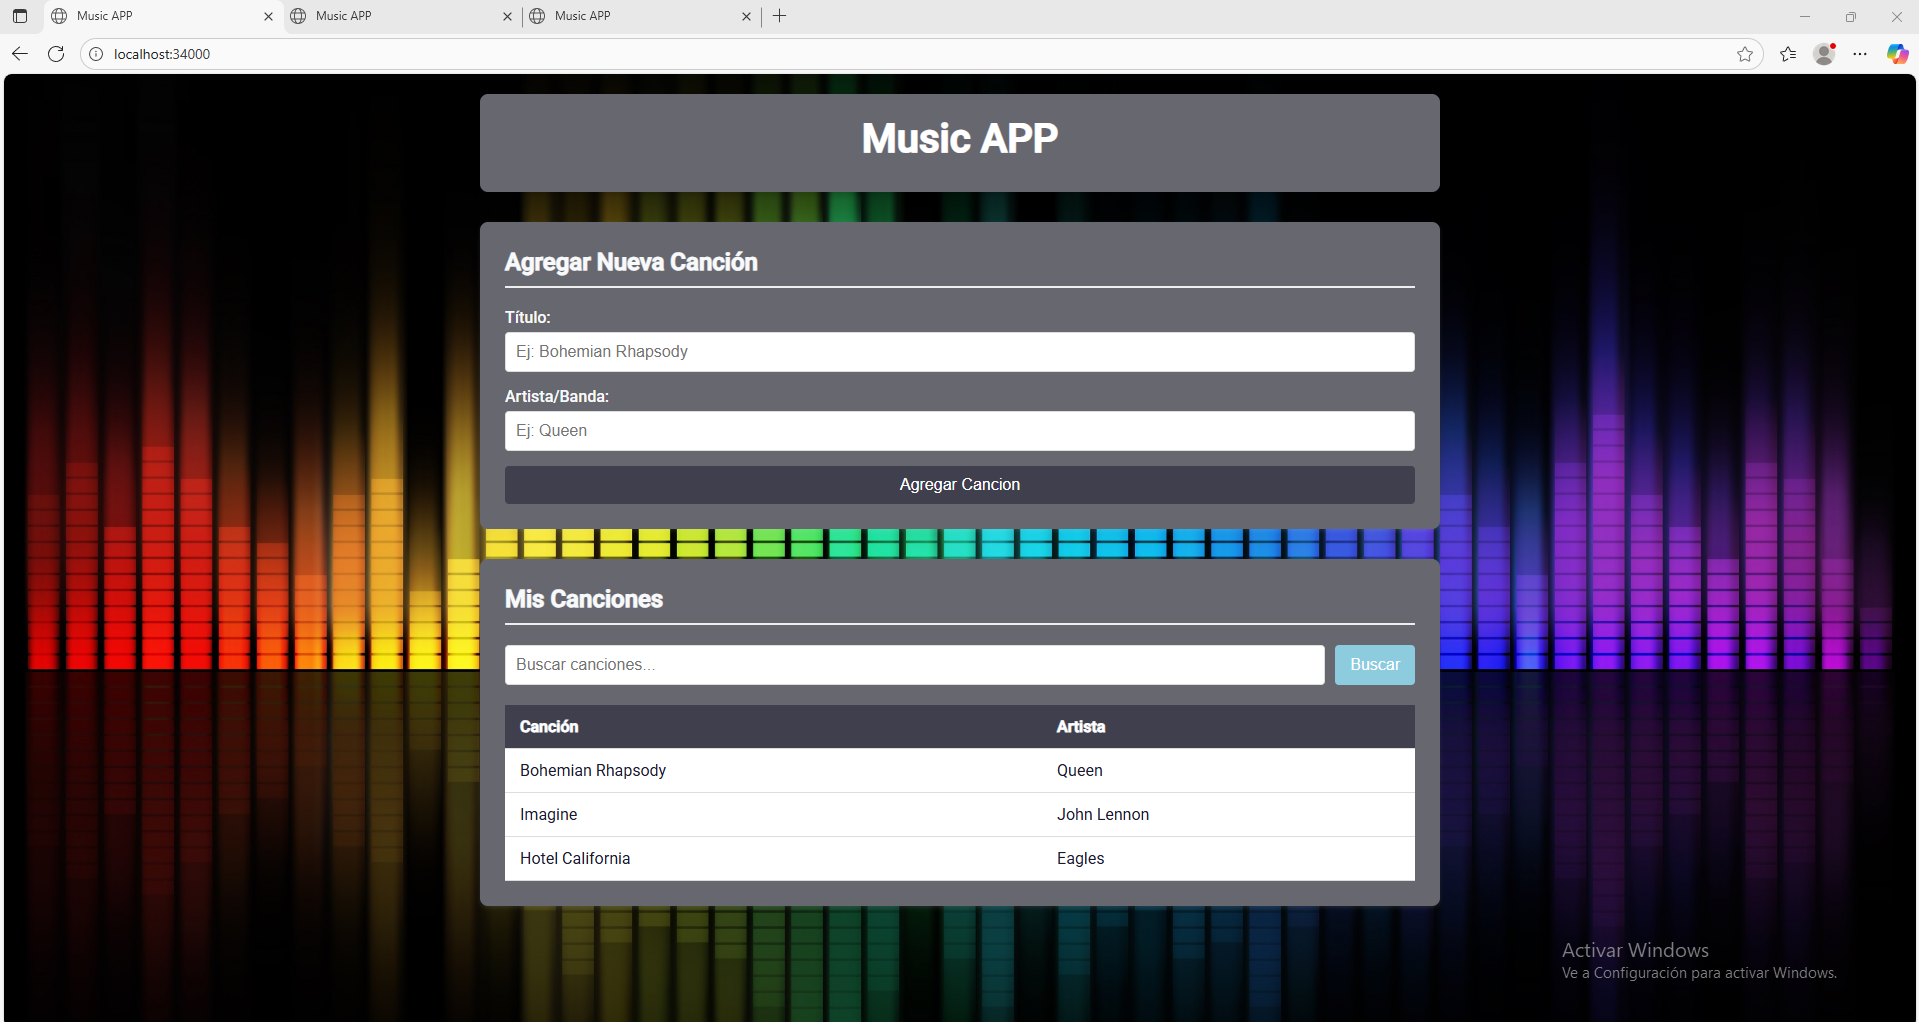 Music APP
Music APP
Music APP
localhost:34000
Music APP
Agregar Nueva Canción
Título:
Ej: Bohemian Rhapsody
Artista/Banda:
Ej: Queen
Agregar Cancion
Mis Canciones
Buscar canciones...
Buscar
Canción Artista
Bohemian Rhapsody Queen
Imagine John Lennon
Hotel California Eagles
Activar Windows
Ve a Configuración para activar Windows.